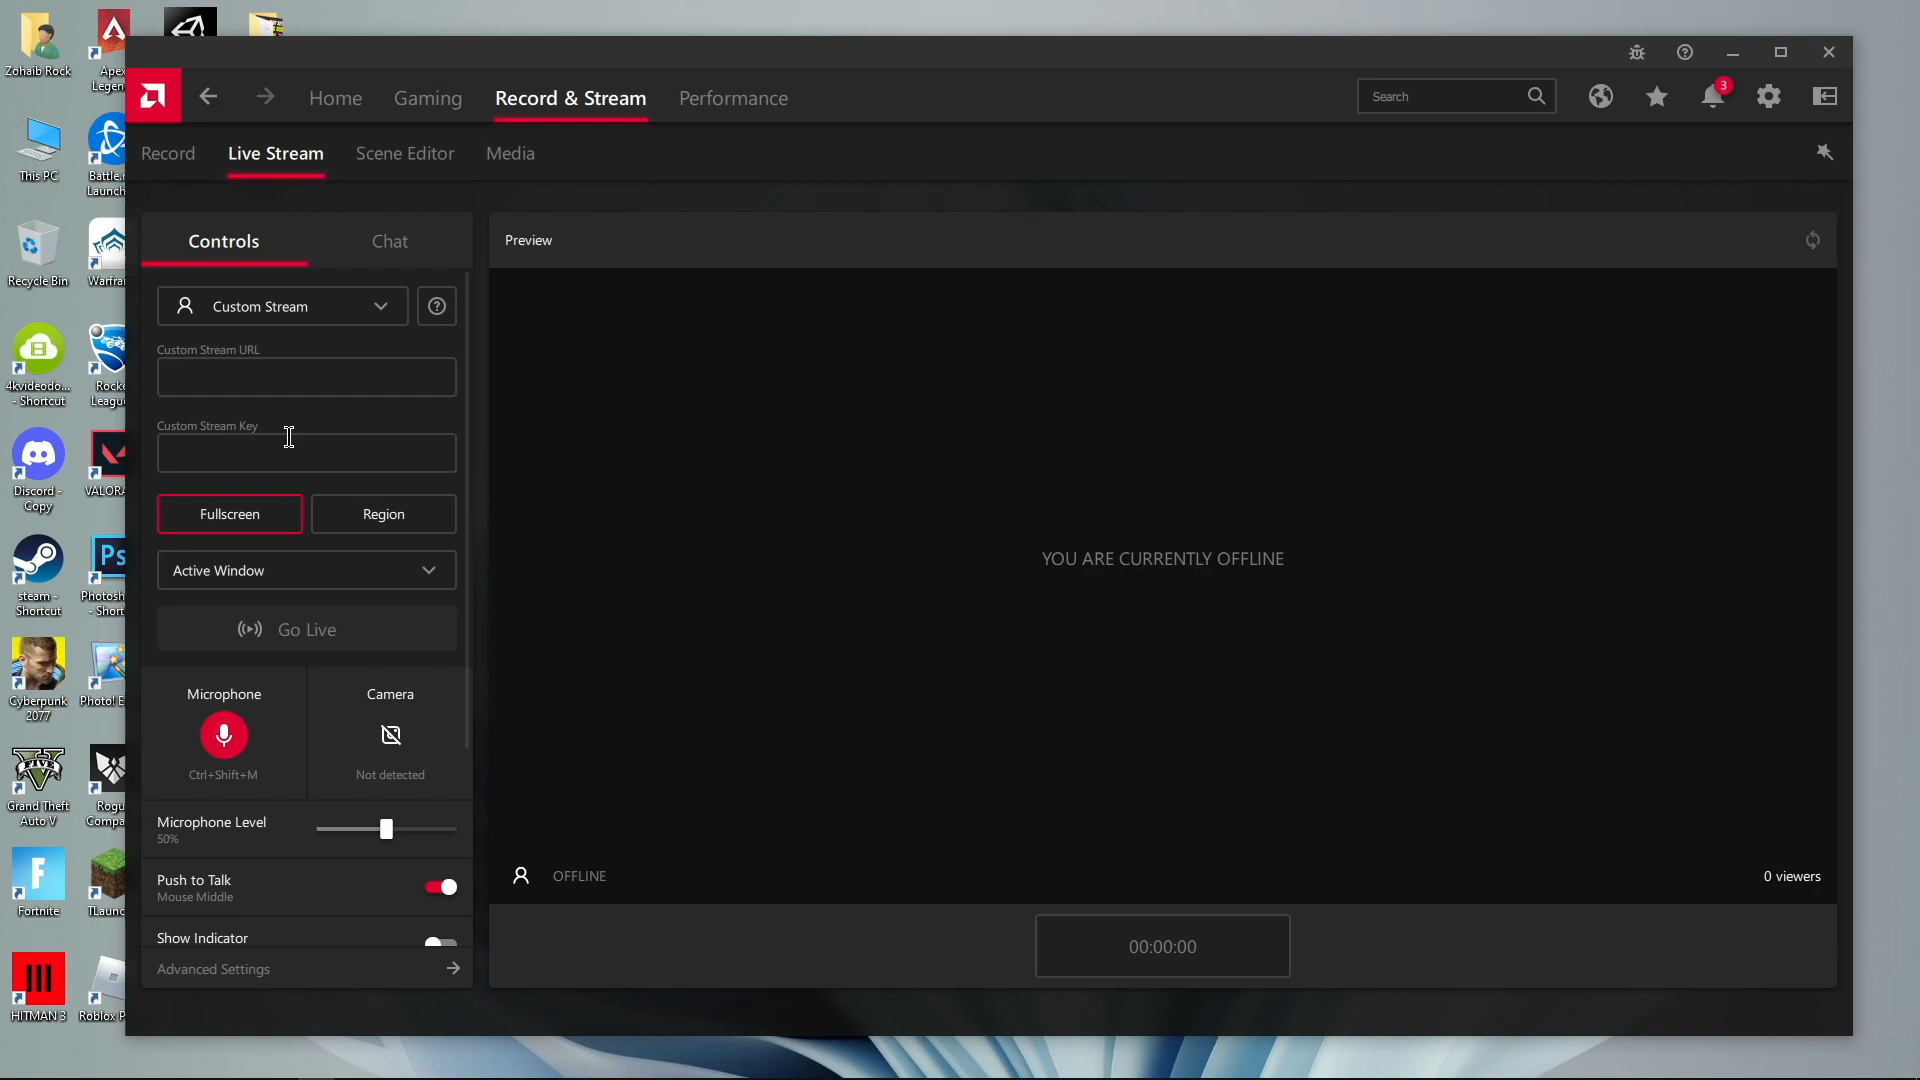 Zohaib Rock
Apex
Legen
This PC
Battle.n
Launch
Recycle Bin
Warfra
4kvideodo...
- Shortcut
Rocke
Leagu
Discord -
Copy
VALORA
steam -
Shortcut
Ps
Photosh
- Short
Cyberpunk
2077
Photo! E
Grand Theft
Auto V
Rogu
Compa
Fortnite
TLaunc
HITMAN 3
Roblox P
Home
Gaming
Record & Stream
Performance
Search
3
Record
Live Stream
Scene Editor
Media
Controls
Chat
Custom Stream
Custom Stream URL
Custom Stream Key
Fullscreen
Region
Active Window
Go Live
Microphone
Ctrl+Shift+M
Camera
Not detected
Microphone Level
50%
Push to Talk
Mouse Middle
Show Indicator
Advanced Settings
Preview
YOU ARE CURRENTLY OFFLINE
OFFLINE
0 viewers
00:00:00